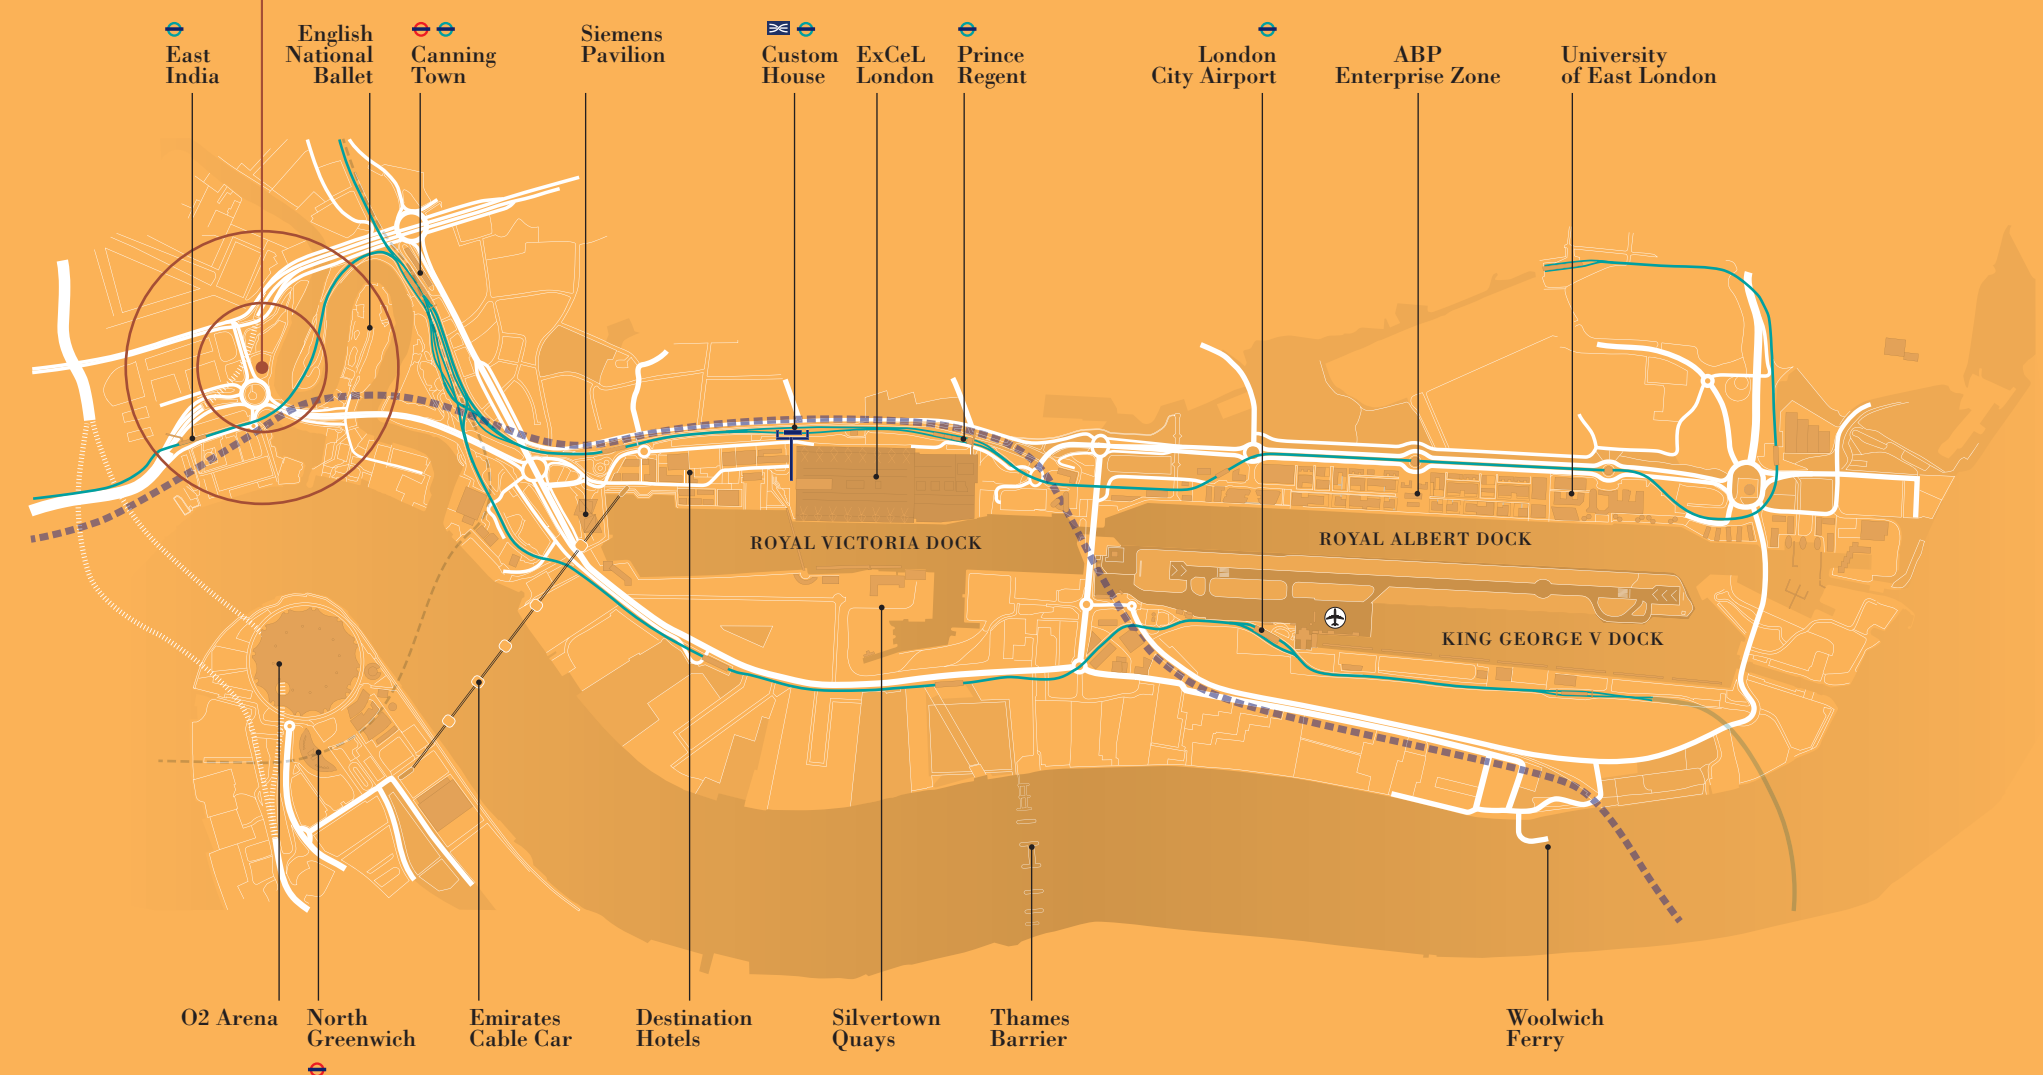 East
India
English
National
Ballet
Canning
Town
Siemens
Pavilion
Custom
House
ExCeL
London
Prince
Regent
London
City Airport
ABP
Enterprise Zone
University
of East London
ROYAL VICTORIA DOCK
ROYAL ALBERT DOCK
KING GEORGE V DOCK
O2 Arena
North
Greenwich
Emirates
Cable Car
Destination
Hotels
Silvertown
Quays
Thames
Barrier
Woolwich
Ferry